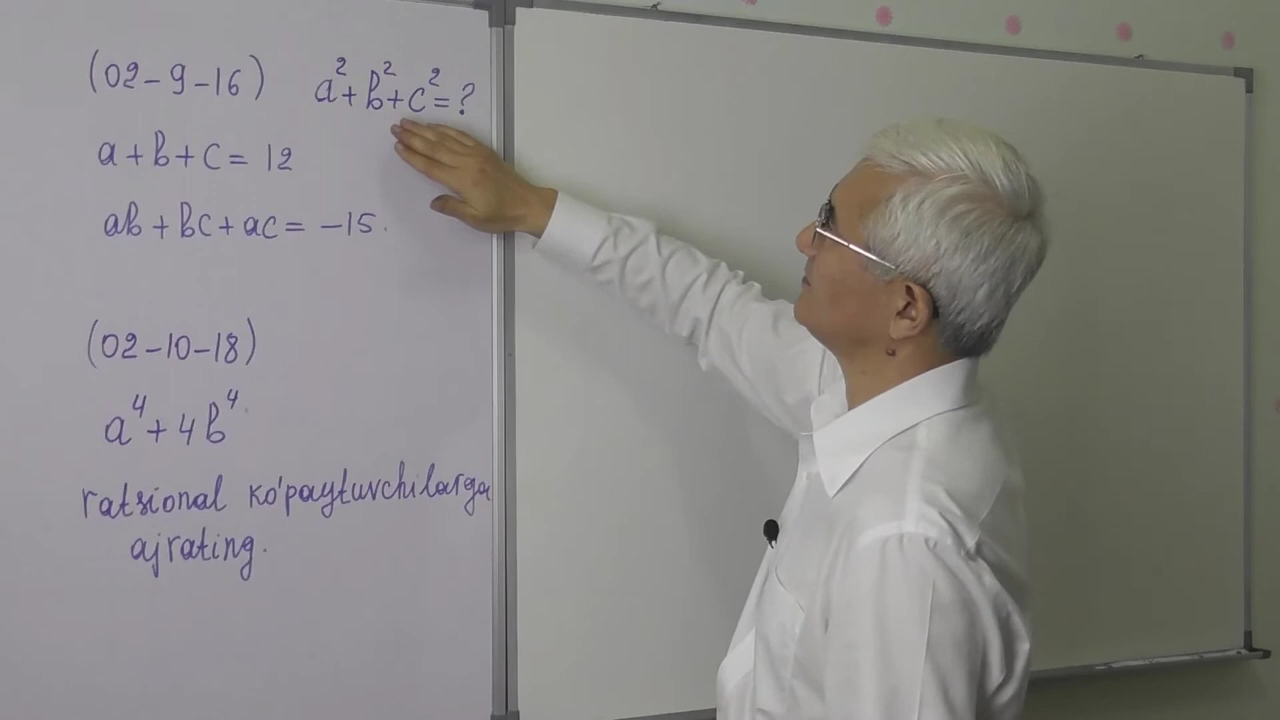 (02-9-16) a²+b²+c²=?
a+b+c=12
ab+bc+ac=-15.
(02-10-18)
a⁴+4b⁴.
ratsional ko'paytuvchilarga
ajrating.